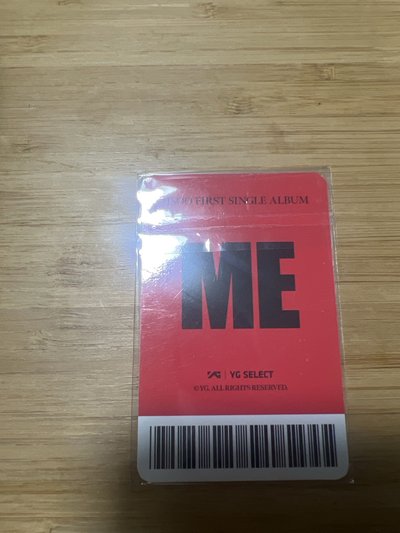 FIRST SINGLE ALBUM
ME
YG | YG SELECT
© YG, ALL RIGHTS RESERVED.